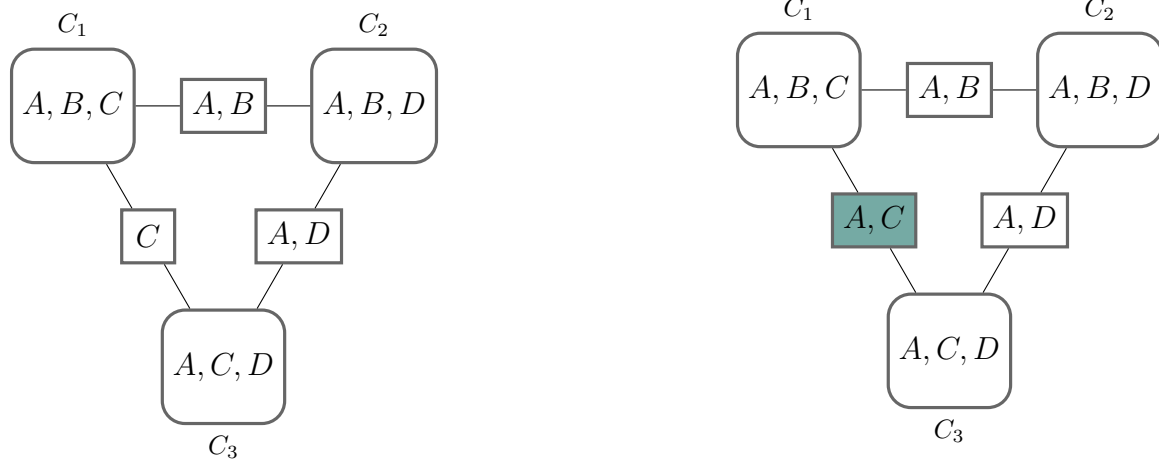 C₁
C₂
A, B, C
A, B
A, B, D
C
A, D
A, C, D
C₃
C₁
C₂
A, B, C
A, B
A, B, D
A, C
A, D
A, C, D
C₃